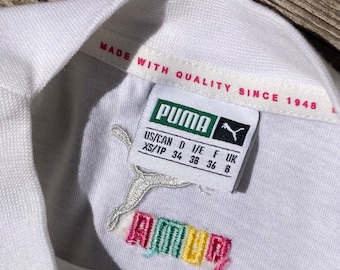 MADE WITH QUALITY SINCE 1948
PUMA
US/CAN D I/E F UK
XS/TP 34 38 36 8